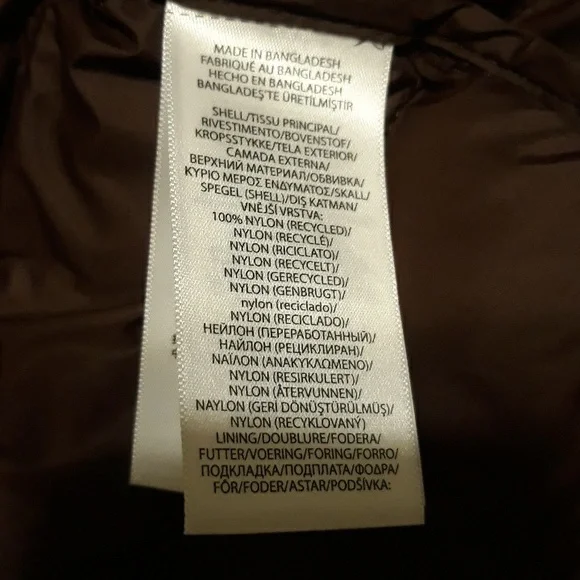 MADE IN BANGLADESH
FABRIQUÉ AU BANGLADESH
HECHO EN BANGLADESH
BANGLADEŞ'TE ÜRETİLMİŞTİR
SHELL/TISSU PRINCIPAL/
RIVESTIMENTO/BOVENSTOF/
KROPSSTYKKE/TELA EXTERIOR/
CAMADA EXTERNA/
ВЕРХНИЙ МАТЕРИАЛ/ОБВИВКА/
ΚΥΡΙΟ ΜΕΡΟΣ ΕΝΔΥΜΑΤΟΣ/SKALL/
SPEGEL (SHELL)/DIŞ KATMAN/
VNĚJŠÍ VRSTVA:
100% NYLON (RECYCLED)/
NYLON (RECYCLÉ)/
NYLON (RICICLATO)/
NYLON (RECYCELT)/
NYLON (GERECYCLED)/
NYLON (GENBRUGT)/
nylon (reciclado)/
NYLON (RECICLADO)/
НЕЙЛОН (ПЕРЕРАБОТАННЫЙ)/
НАЙЛОН (РЕЦИКЛИРАН)/
ΝΑΪΛΟΝ (ΑΝΑΚΥΚΛΩΜΕΝΟ)/
NYLON (RESIRKULERT)/
NYLON (ÅTERVUNNEN)/
NAYLON (GERİ DÖNÜŞTÜRÜLMÜŞ)/
NYLON (RECYKLOVANÝ)
LINING/DOUBLURE/FODERA/
FUTTER/VOERING/FORING/FORRO/
ПОДКЛАДКА/ПОДПЛАТА/ΦΟΔΡΑ/
FÔR/FODER/ASTAR/PODŠÍVKA: